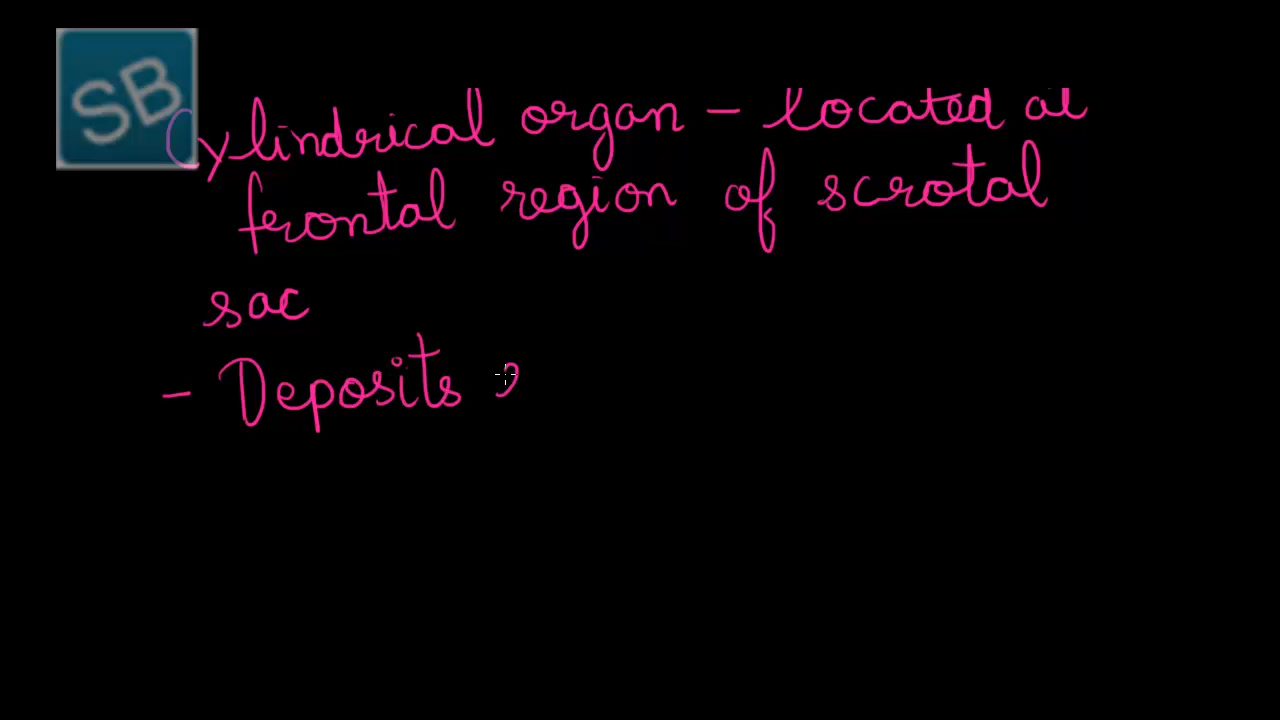 SB
Cylindrical organ - located at
frontal region of scrotal
sac
- Deposits